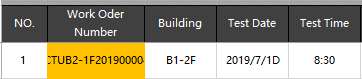 NO.
Work Oder
Number
Building
Test Date
Test Time
1
CTUB2-1F20190000
B1-2F
2019/7/1D
8:30